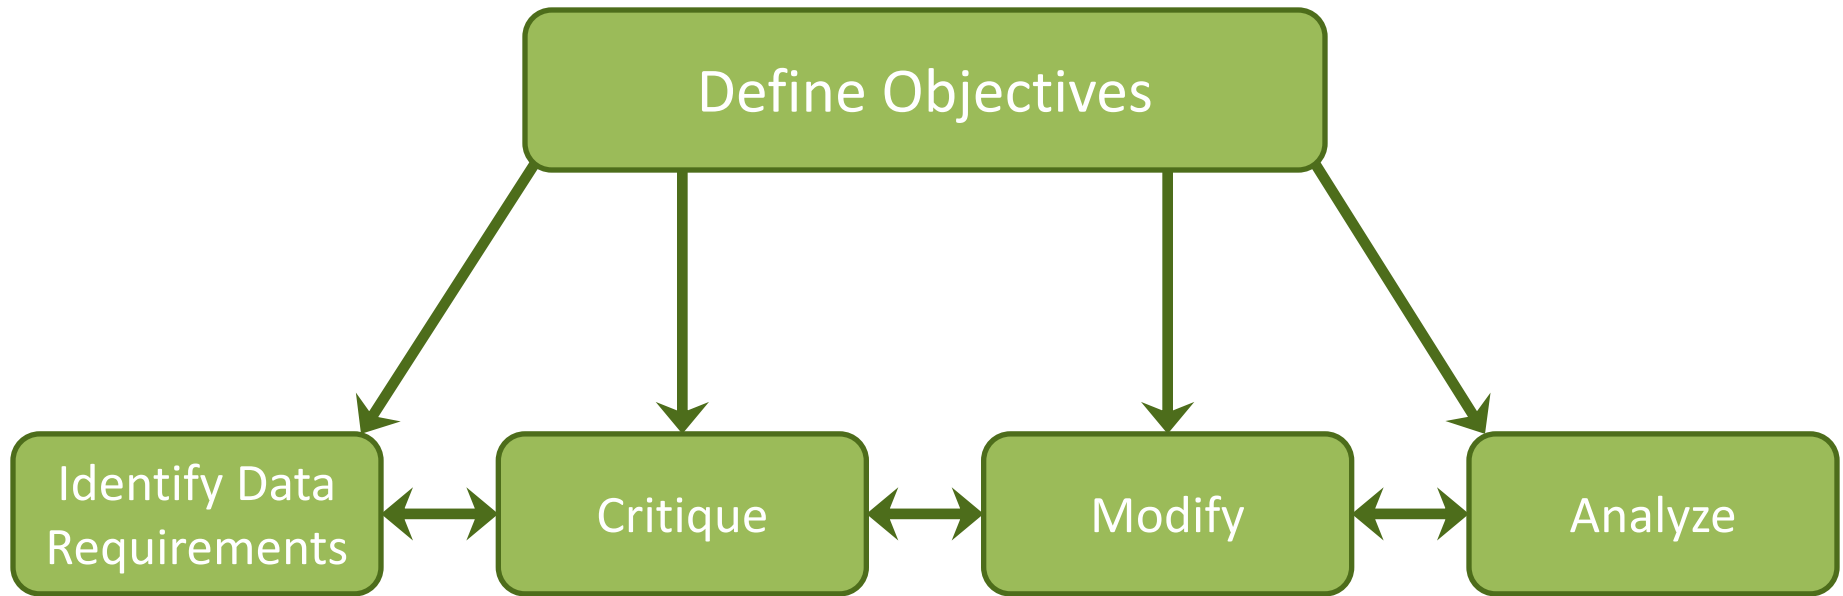 Define Objectives
Identify Data
Requirements
Critique
Modify
Analyze